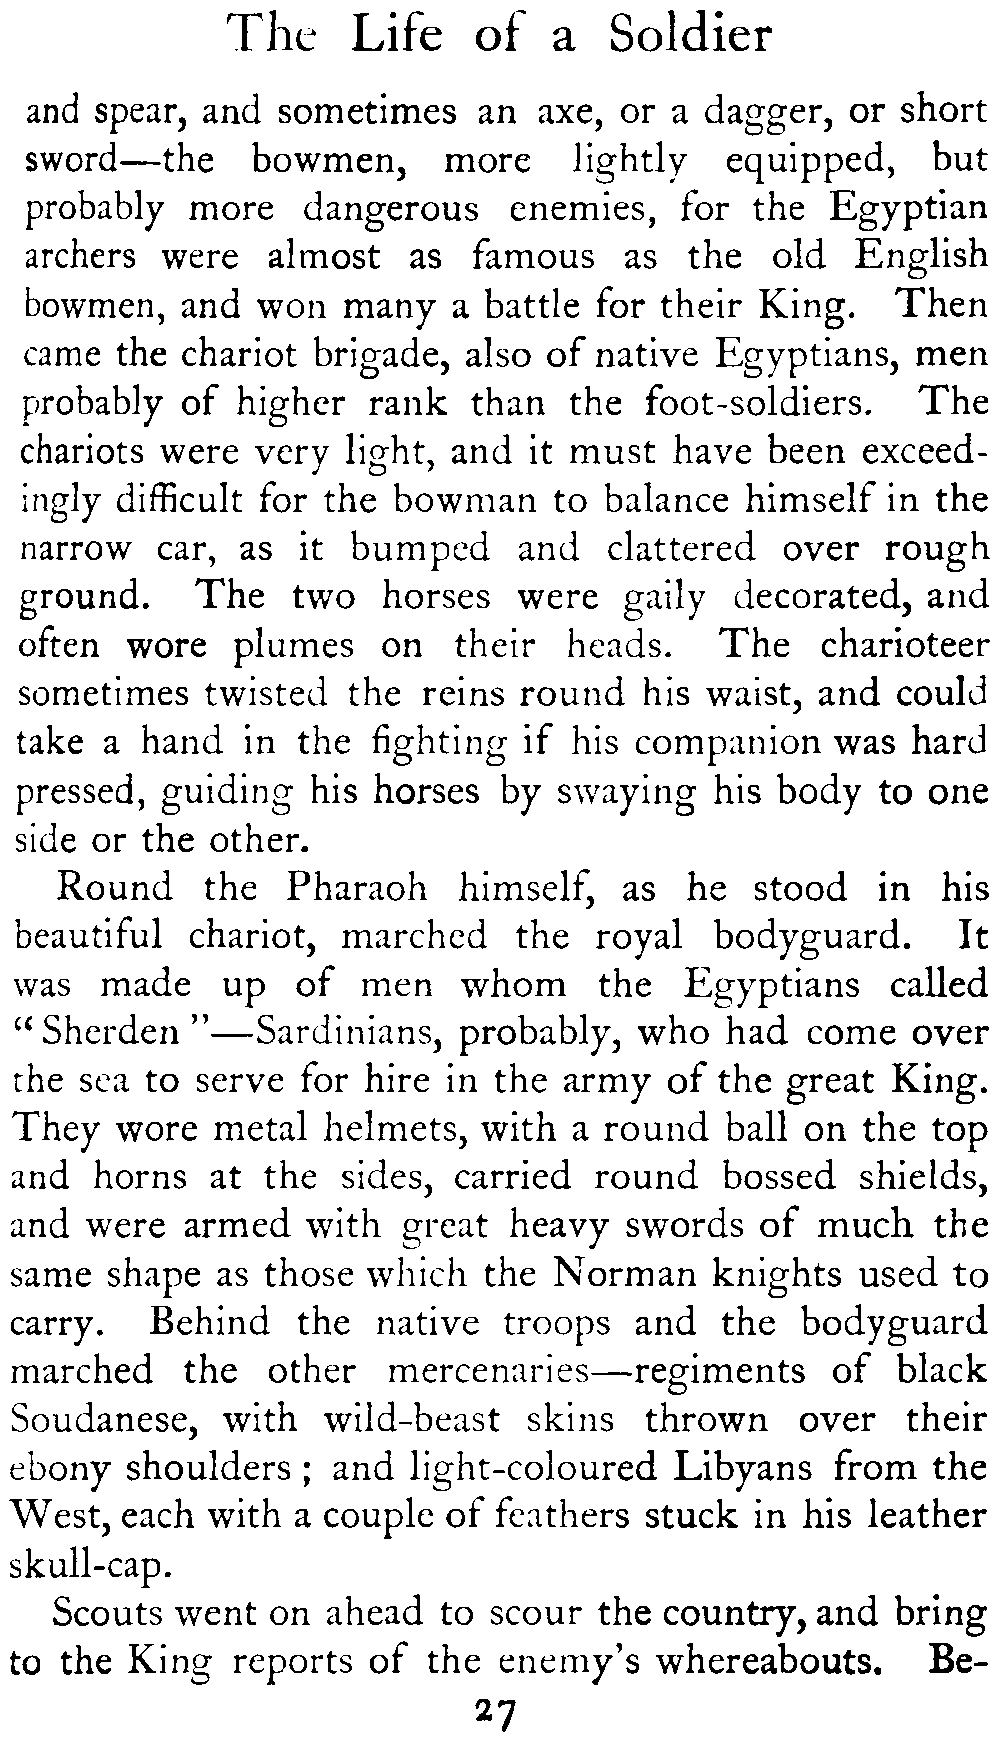 The Life of a Soldier
and spear, and sometimes an axe, or a dagger, or short
sword—the bowmen, more lightly equipped, but
probably more dangerous enemies, for the Egyptian
archers were almost as famous as the old English
bowmen, and won many a battle for their King. Then
came the chariot brigade, also of native Egyptians, men
probably of higher rank than the foot-soldiers. The
chariots were very light, and it must have been exceed-
ingly difficult for the bowman to balance himself in the
narrow car, as it bumped and clattered over rough
ground. The two horses were gaily decorated, and
often wore plumes on their heads. The charioteer
sometimes twisted the reins round his waist, and could
take a hand in the fighting if his companion was hard
pressed, guiding his horses by swaying his body to one
side or the other.
Round the Pharaoh himself, as he stood in his
beautiful chariot, marched the royal bodyguard. It
was made up of men whom the Egyptians called
“Sherden”—Sardinians, probably, who had come over
the sea to serve for hire in the army of the great King.
They wore metal helmets, with a round ball on the top
and horns at the sides, carried round bossed shields,
and were armed with great heavy swords of much the
same shape as those which the Norman knights used to
carry. Behind the native troops and the bodyguard
marched the other mercenaries—regiments of black
Soudanese, with wild-beast skins thrown over their
ebony shoulders; and light-coloured Libyans from the
West, each with a couple of feathers stuck in his leather
skull-cap.
Scouts went on ahead to scour the country, and bring
to the King reports of the enemy's whereabouts. Be-
27